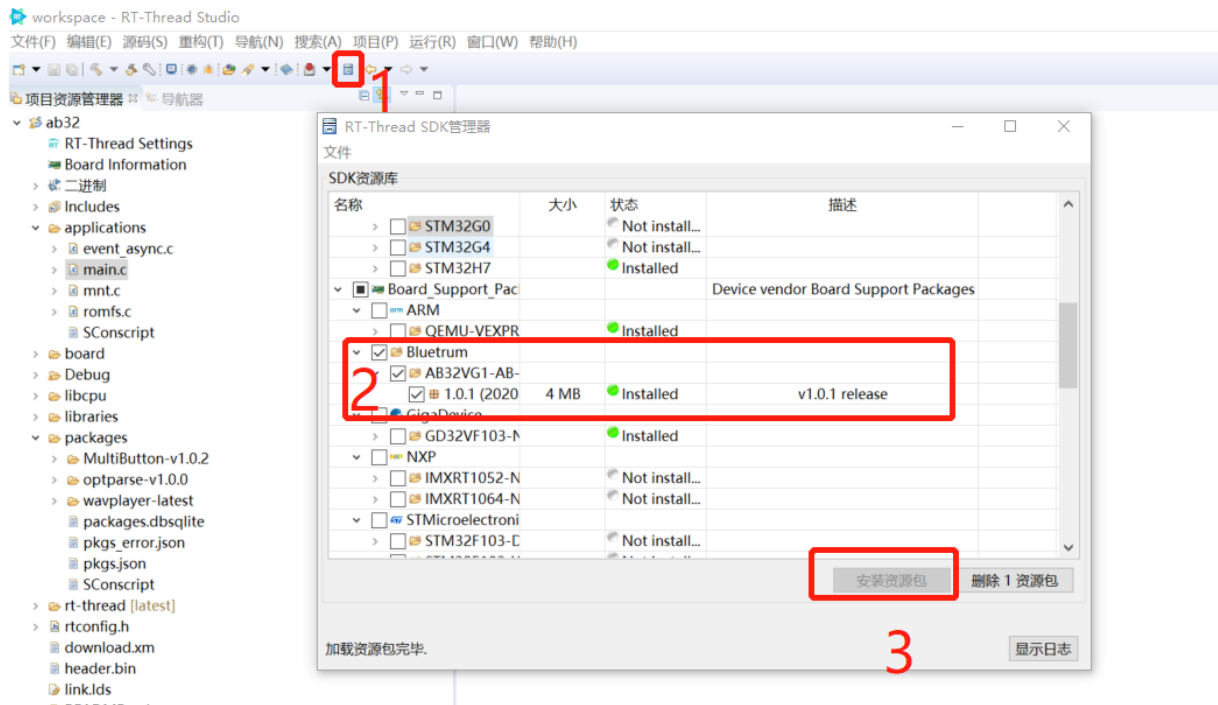 workspace - RT-Thread Studio
文件(F) 编辑(E) 源码(S) 重构(T) 导航(N) 搜索(A) 项目(P) 运行(R) 窗口(W) 帮助(H)
1
项目资源管理器 导航器
ab32
RT-Thread Settings
Board Information
二进制
Includes
applications
event_async.c
main.c
mnt.c
romfs.c
SConscript
board
Debug
libcpu
libraries
packages
MultiButton-v1.0.2
optparse-v1.0.0
wavplayer-latest
packages.dbsqlite
pkgs_error.json
pkgs.json
SConscript
rt-thread [latest]
rtconfig.h
download.xm
header.bin
link.lds
RT-Thread SDK管理器
文件
SDK资源库
名称 大小 状态 描述
STM32G0 Not install...
STM32G4 Not install...
STM32H7 Installed
Board_Support_Pac Device vendor Board Support Packages
ARM
QEMU-VEXPR Installed
Bluetrum
2 AB32VG1-AB-
1.0.1 (2020 4 MB Installed v1.0.1 release
GigaDevice
GD32VF103-N Installed
NXP
IMXRT1052-N Not install...
IMXRT1064-N Not install...
STMicroelectroni
STM32F103-D Not install...
安装资源包 删除 1 资源包
3
加载资源包完毕. 显示日志